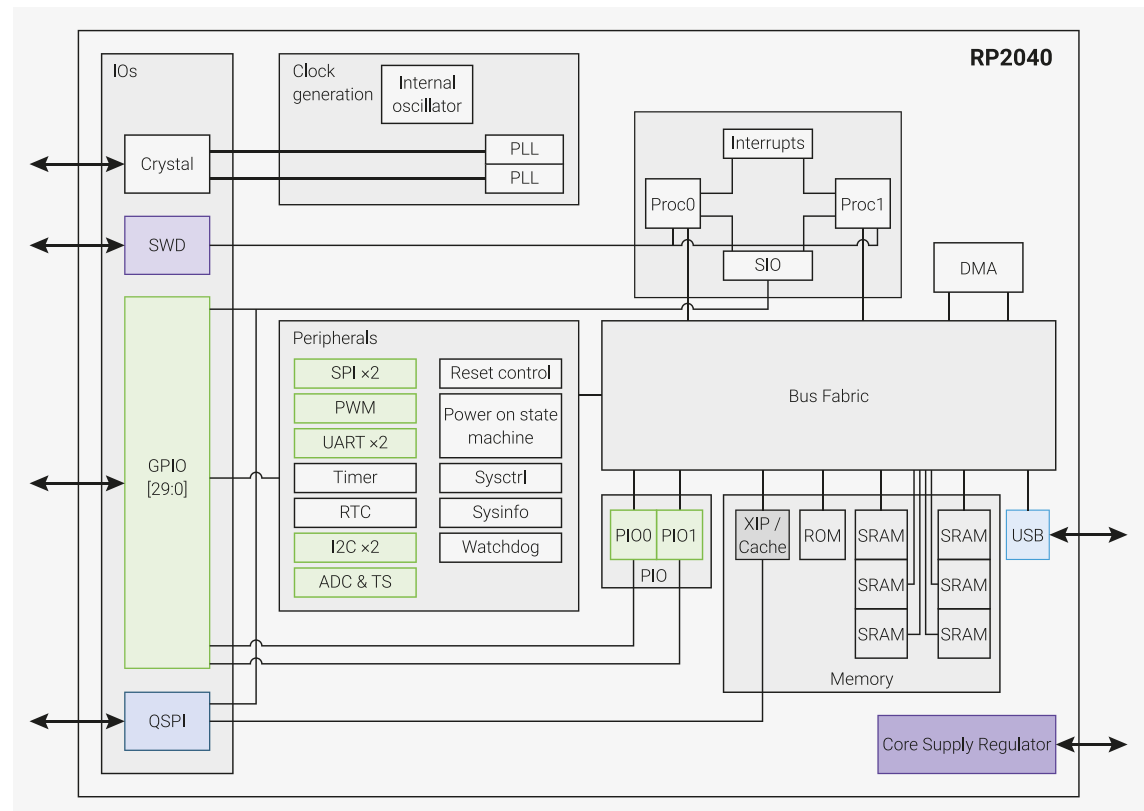 RP2040
IOs
Clock
generation
Internal
oscillator
Crystal
PLL
PLL
Interrupts
Proc0
Proc1
SWD
SIO
DMA
Peripherals
SPI ×2
Reset control
PWM
Power on state
machine
UART ×2
Bus Fabric
GPIO
[29:0]
Timer
Sysctrl
RTC
Sysinfo
I2C ×2
Watchdog
ADC & TS
PIO0
PIO1
PIO
XIP /
Cache
ROM
SRAM
SRAM
USB
SRAM
SRAM
SRAM
SRAM
Memory
QSPI
Core Supply Regulator